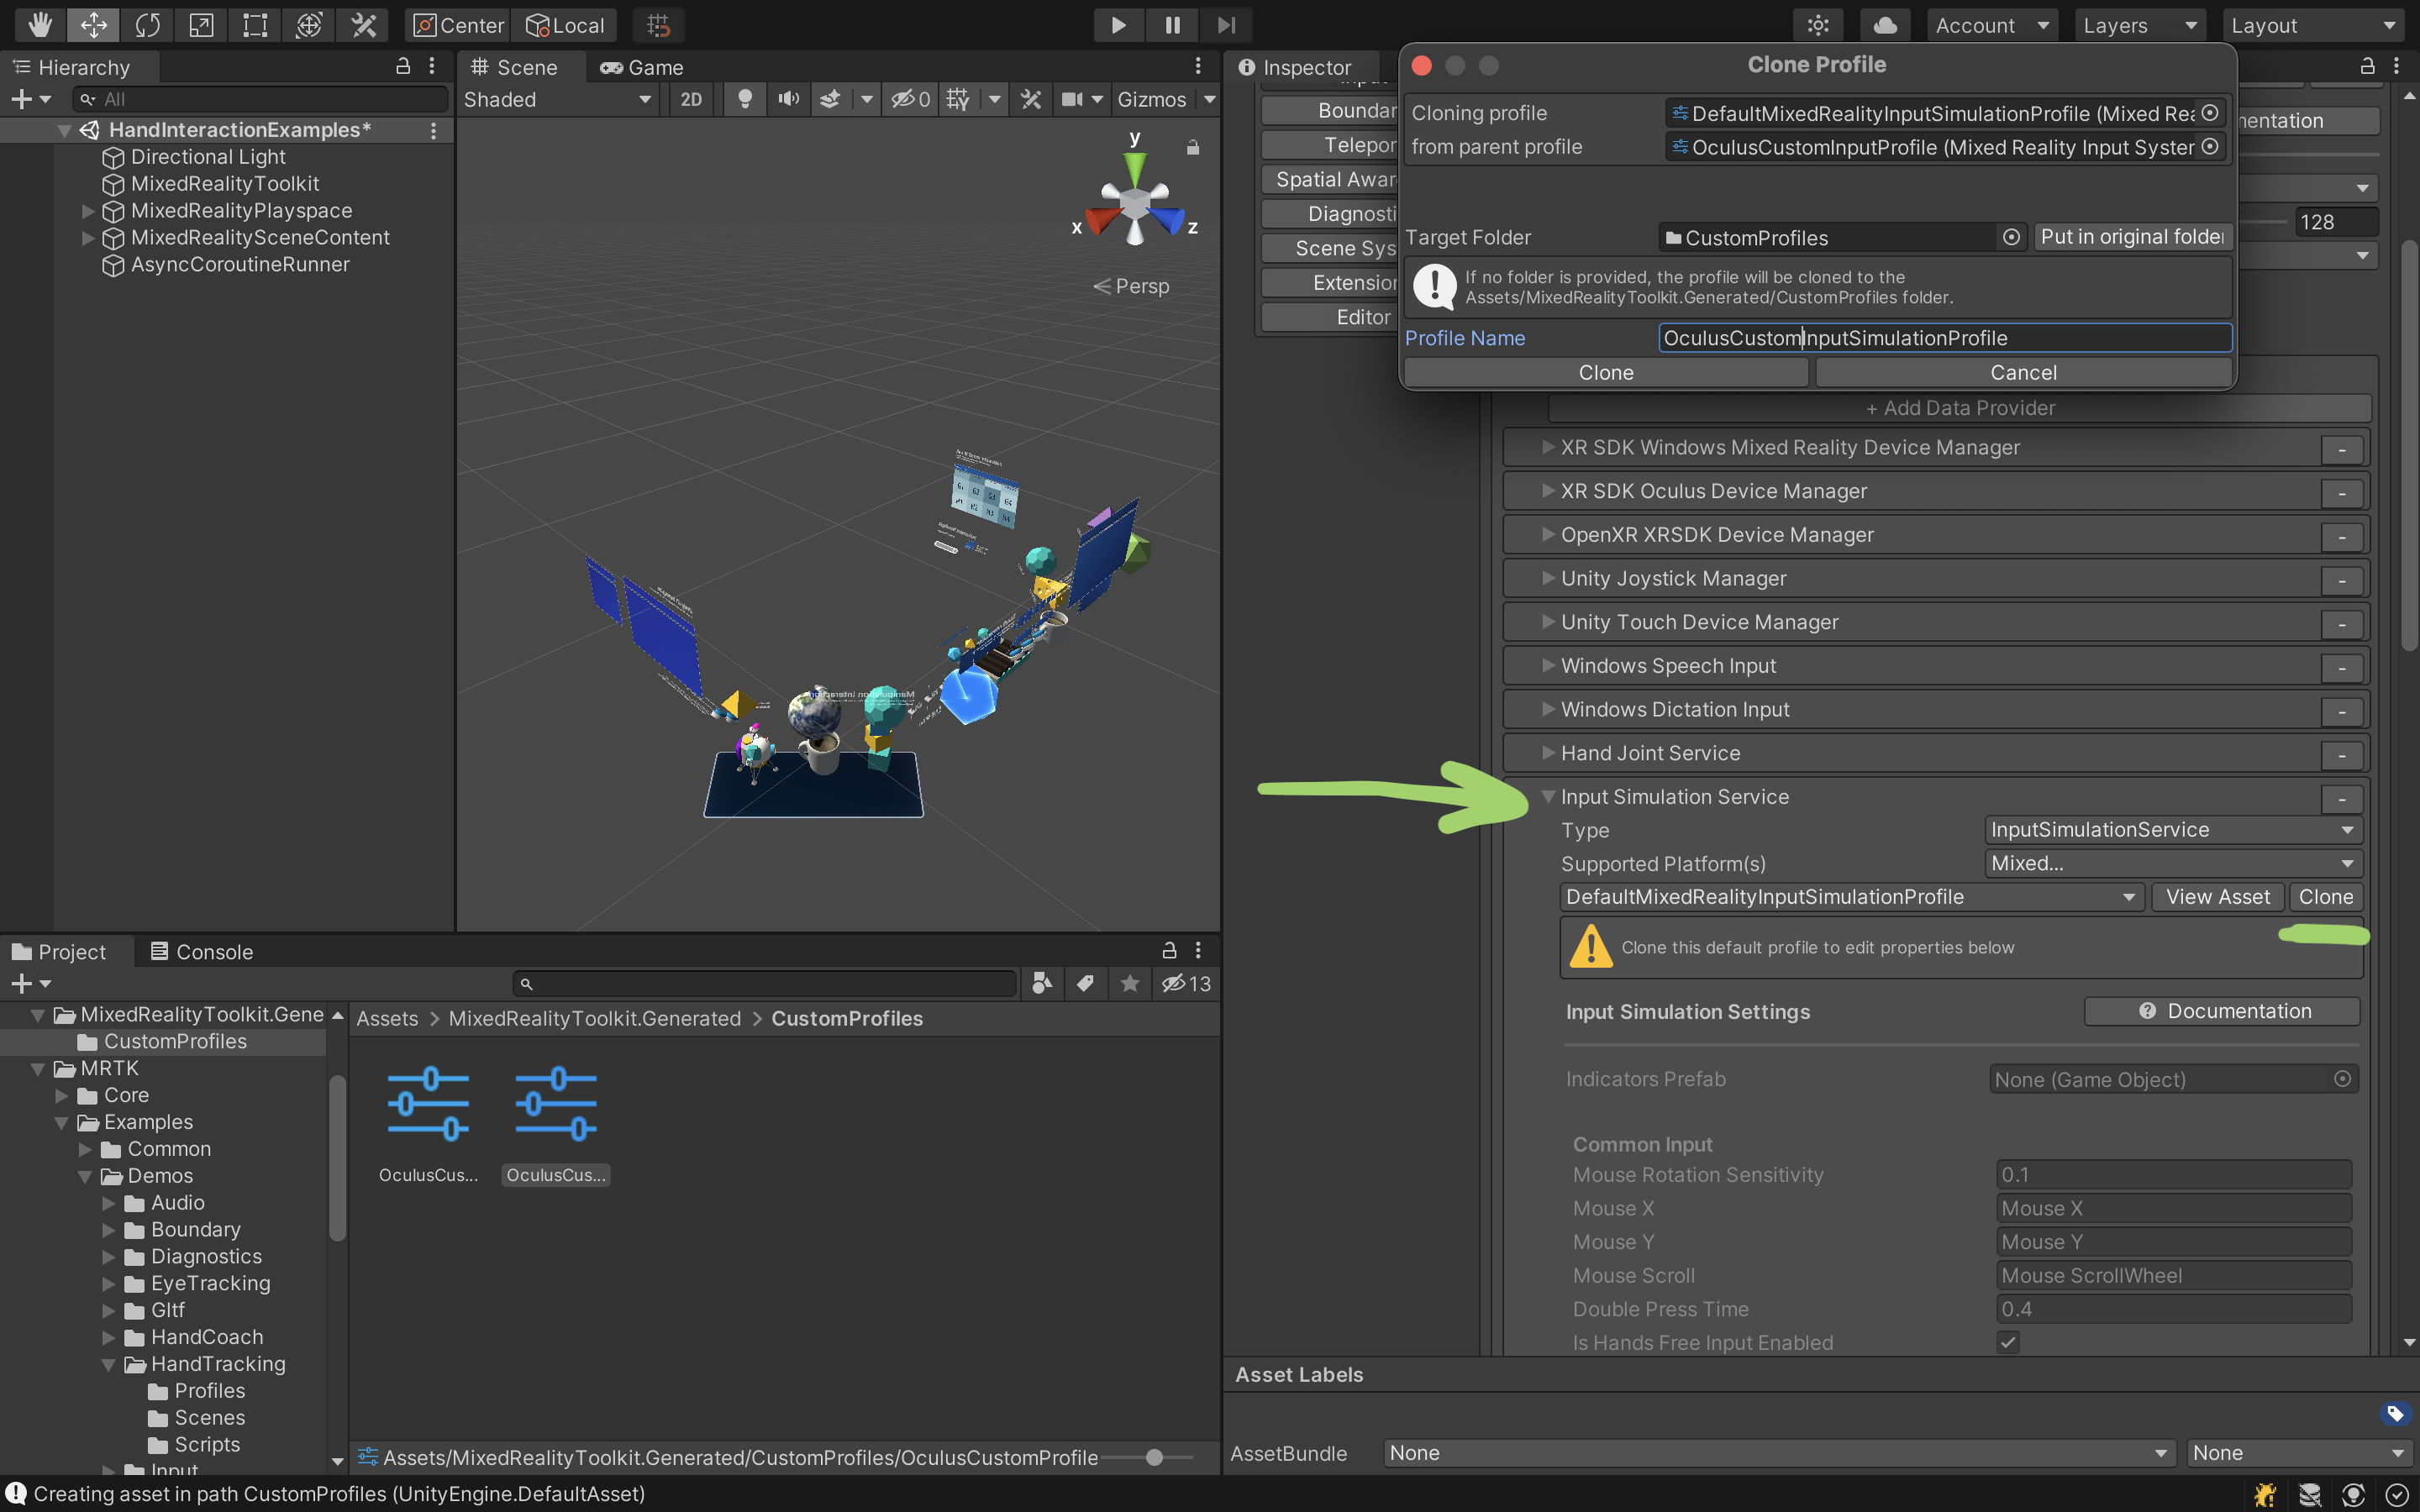 Center
Local
Account
Layers
Layout
Hierarchy
All
HandInteractionExamples*
Directional Light
MixedRealityToolkit
MixedRealityPlayspace
MixedRealitySceneContent
AsyncCoroutineRunner
Scene
Game
Shaded
2D
0
Gizmos
y
x
z
Persp
Inspector
Boundar
Telepor
Spatial Awar
Diagnosti
Scene Sys
Extension
Editor
entation
128
Clone Profile
Cloning profile
DefaultMixedRealityInputSimulationProfile (Mixed Rea
from parent profile
OculusCustomInputProfile (Mixed Reality Input System
Target Folder
CustomProfiles
Put in original folder
If no folder is provided, the profile will be cloned to the
Assets/MixedRealityToolkit.Generated/CustomProfiles folder.
Profile Name
OculusCustomInputSimulationProfile
Clone
Cancel
+ Add Data Provider
XR SDK Windows Mixed Reality Device Manager
-
XR SDK Oculus Device Manager
-
OpenXR XRSDK Device Manager
-
Unity Joystick Manager
-
Unity Touch Device Manager
-
Windows Speech Input
-
Windows Dictation Input
-
Hand Joint Service
-
Input Simulation Service
-
Type
InputSimulationService
Supported Platform(s)
Mixed...
DefaultMixedRealityInputSimulationProfile
View Asset
Clone
Clone this default profile to edit properties below
Input Simulation Settings
Documentation
Indicators Prefab
None (Game Object)
Common Input
Mouse Rotation Sensitivity
0.1
Mouse X
Mouse X
Mouse Y
Mouse Y
Mouse Scroll
Mouse ScrollWheel
Double Press Time
0.4
Is Hands Free Input Enabled
Asset Labels
AssetBundle
None
None
Project
Console
13
MixedRealityToolkit.Gene
CustomProfiles
MRTK
Core
Examples
Common
Demos
Audio
Boundary
Diagnostics
EyeTracking
Gltf
HandCoach
HandTracking
Profiles
Scenes
Scripts
Input
Assets > MixedRealityToolkit.Generated > CustomProfiles
OculusCus...
OculusCus...
Assets/MixedRealityToolkit.Generated/CustomProfiles/OculusCustomProfile
Creating asset in path CustomProfiles (UnityEngine.DefaultAsset)